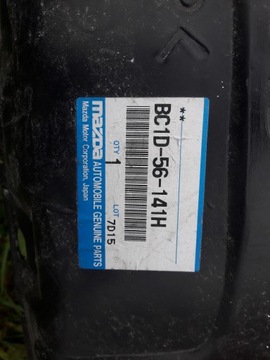 **
BC1D-56-141H
QTY
1
LOT
7D15
mazda AUTOMOBILE GENUINE PARTS
Mazda Motor Corporation, Japan